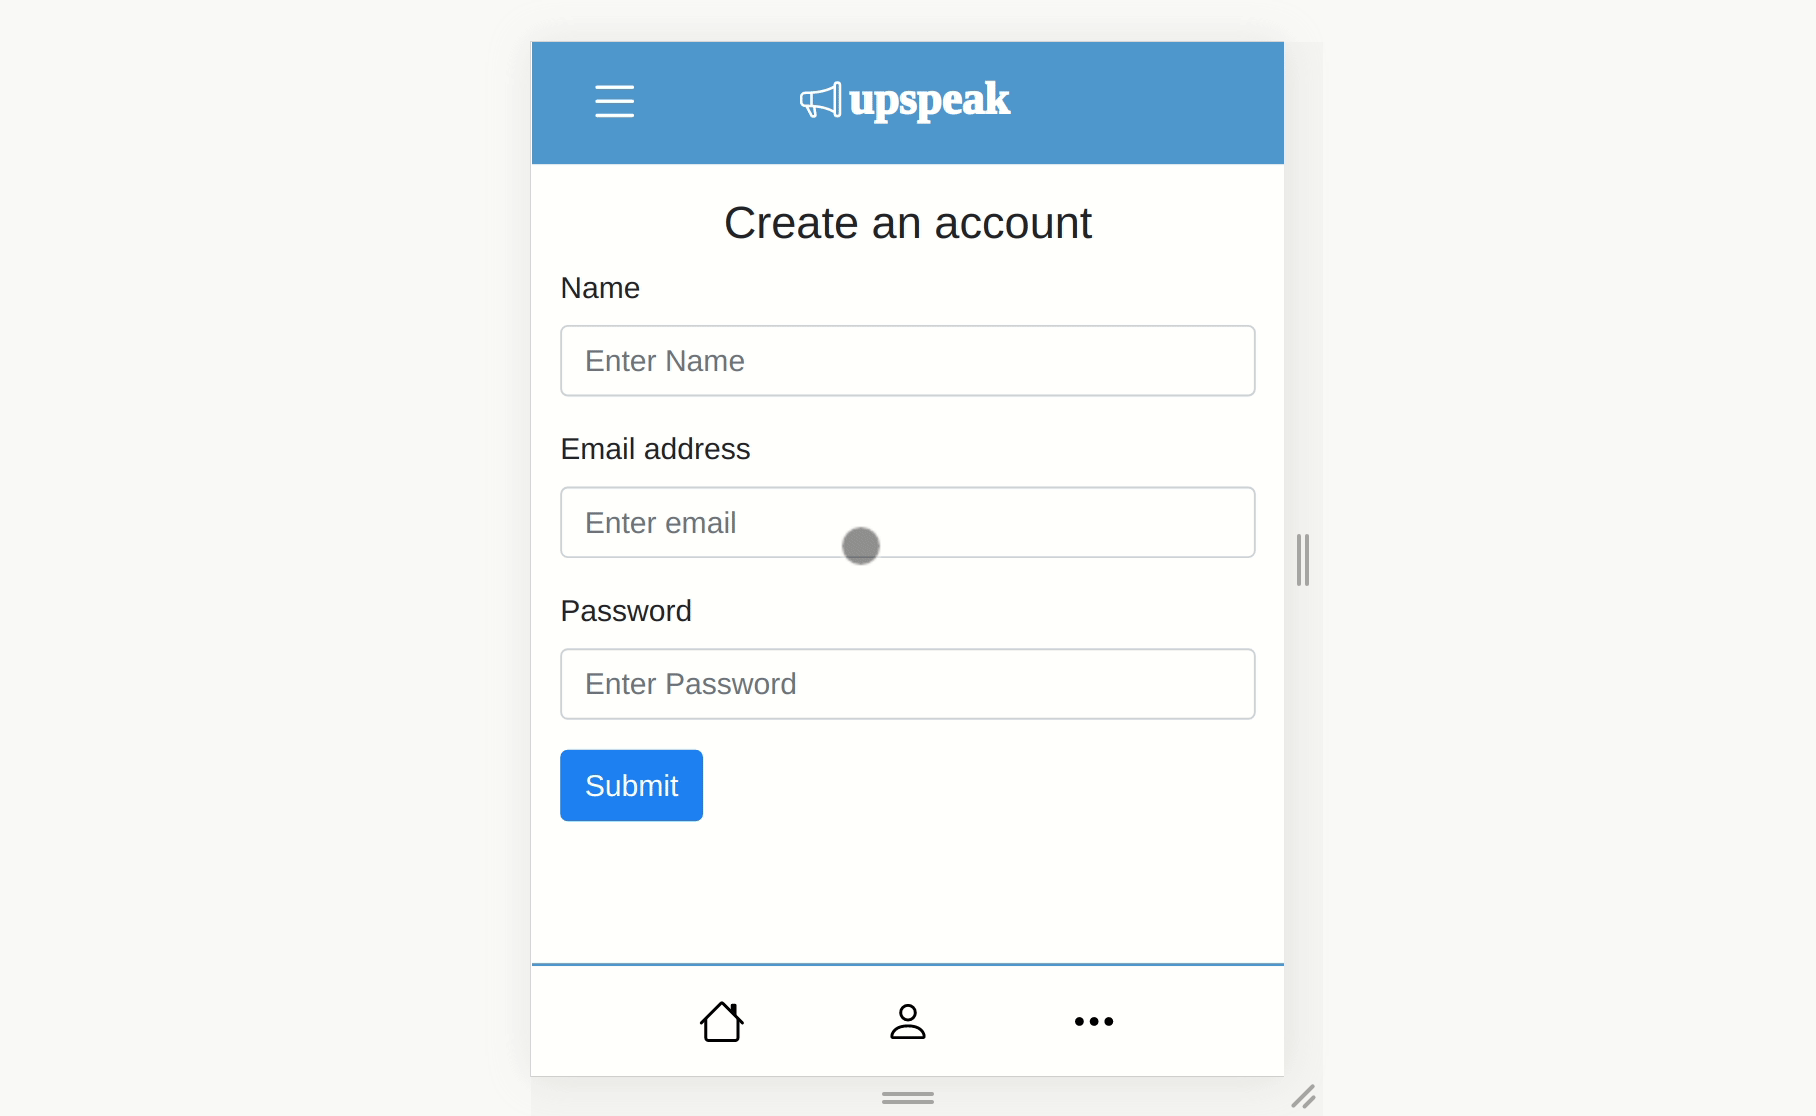 upspeak
Create an account
Name
Enter Name
Email address
Enter email
Password
Enter Password
Submit